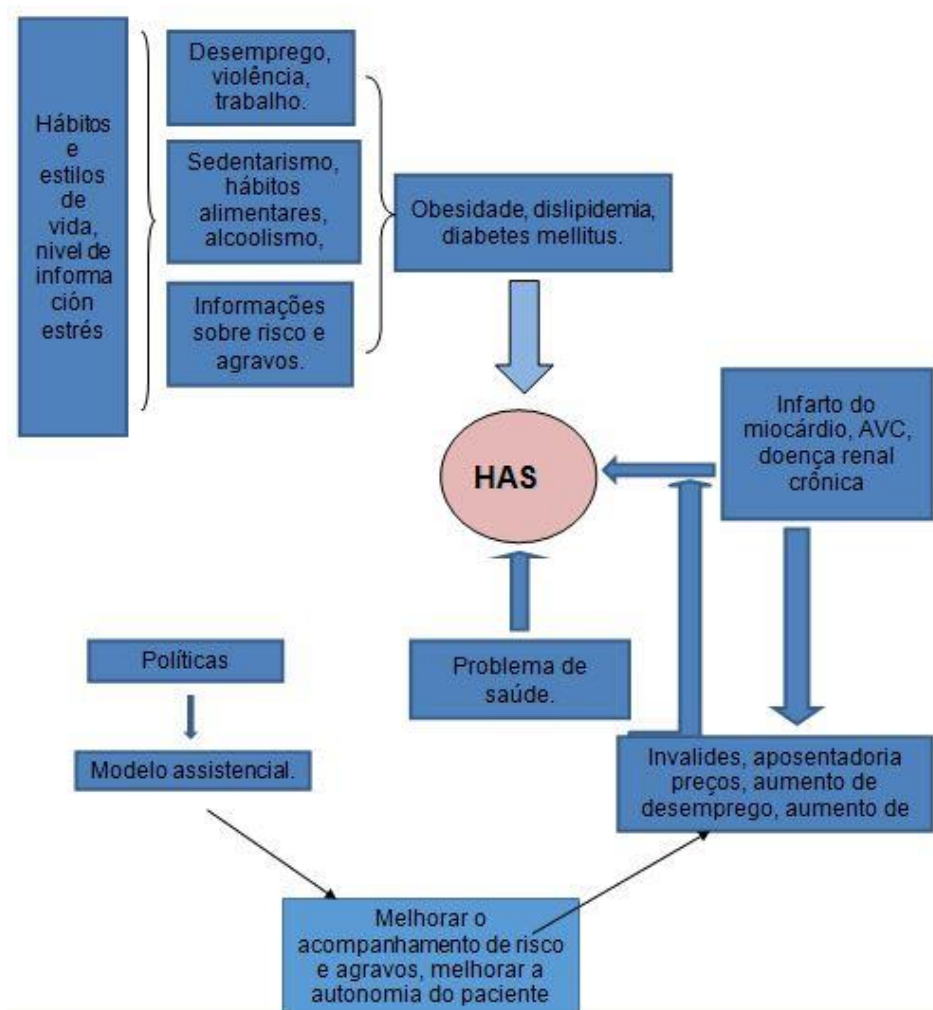 Hábitos
e
estilos
de
vida,
nivel de
informa
ción
estrés
Desemprego,
violência,
trabalho.
Sedentarismo,
hábitos
alimentares,
alcoolismo,
Informações
sobre risco e
agravos.
Obesidade, dislipidemia,
diabetes mellitus.
HAS
Infarto do
miocárdio, AVC,
doença renal
crônica
Problema de
saúde.
Políticas
Modelo assistencial.
Invalides, aposentadoria
preços, aumento de
desemprego, aumento de
Melhorar o
acompanhamento de risco
e agravos, melhorar a
autonomia do paciente